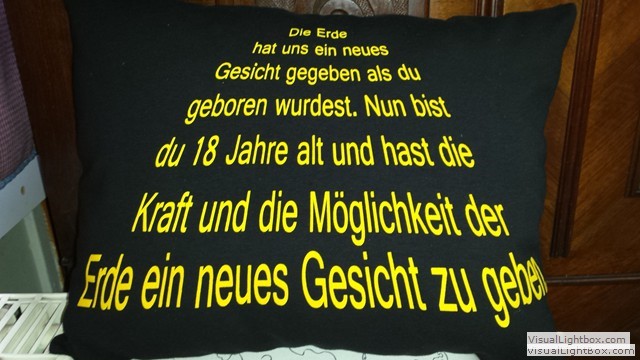 Die Erde
hat uns ein neues
Gesicht gegeben als du
geboren wurdest. Nun bist
du 18 Jahre alt und hast die
Kraft und die Möglichkeit der
Erde ein neues Gesicht zu geben
VisualLightbox.com
VisualLightBox.com